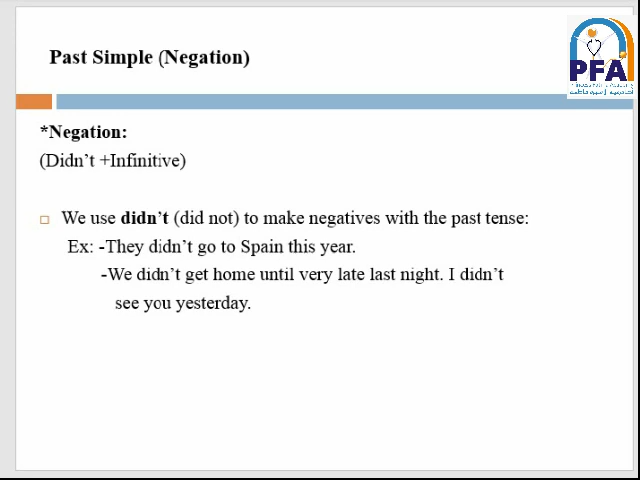 Past Simple (Negation)
PFA
*Negation:
(Didn't +Infinitive)
We use didn't (did not) to make negatives with the past tense:
Ex: -They didn't go to Spain this year.
-We didn't get home until very late last night. I didn't
see you yesterday.